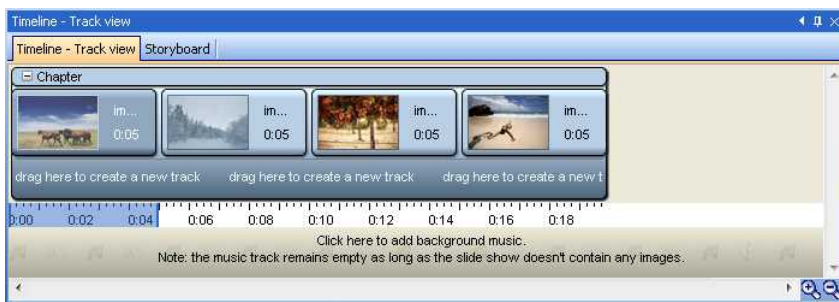 Timeline - Track view
Timeline - Track view Storyboard
Chapter
im... im... im... im...
0:05 0:05 0:05 0:05
drag here to create a new track drag here to create a new track drag here to create a new t
0:00 0:02 0:04 0:06 0:08 0:10 0:12 0:14 0:16 0:18
Click here to add background music.
Note: the music track remains empty as long as the slide show doesn't contain any images.